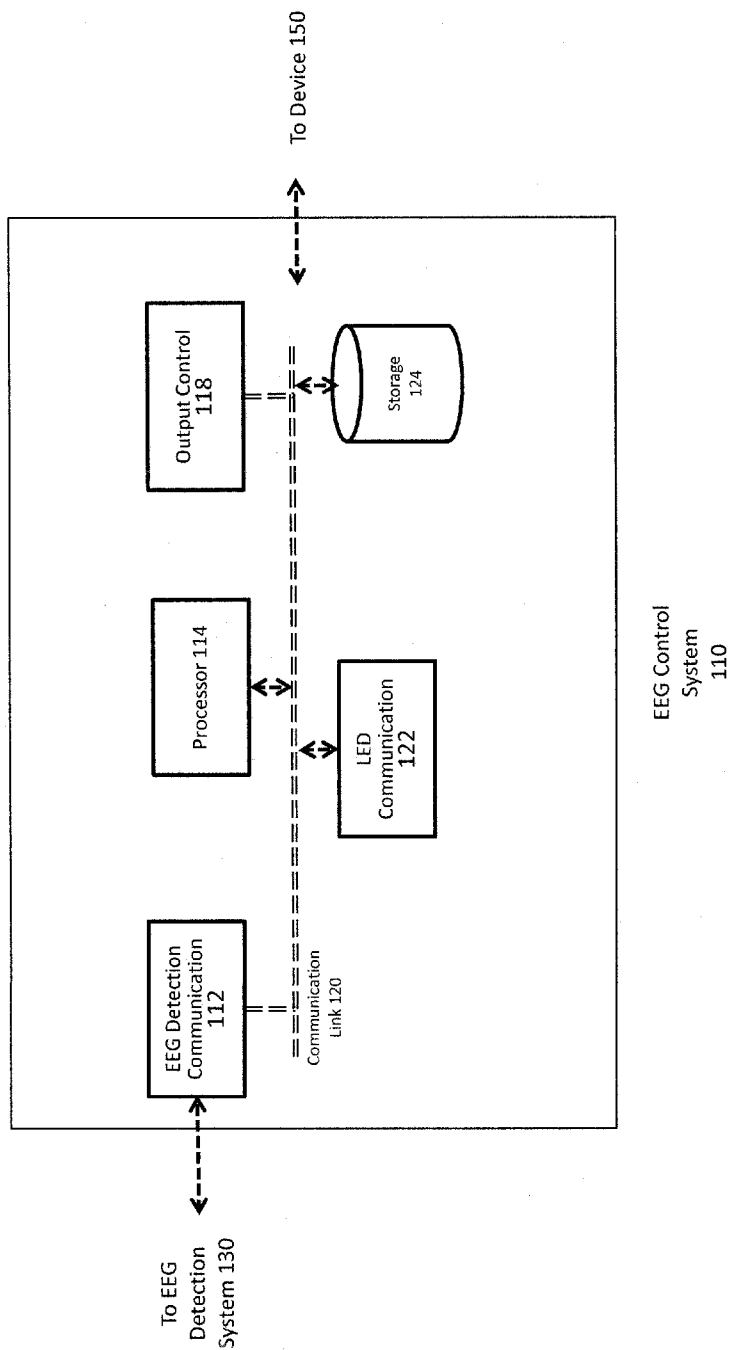 To EEG
Detection
System 130
EEG Detection
Communication
112
Processor 114
Output Control
118
To Device 150
Communication
Link 120
LED
Communication
122
Storage
124
EEG Control
System
110